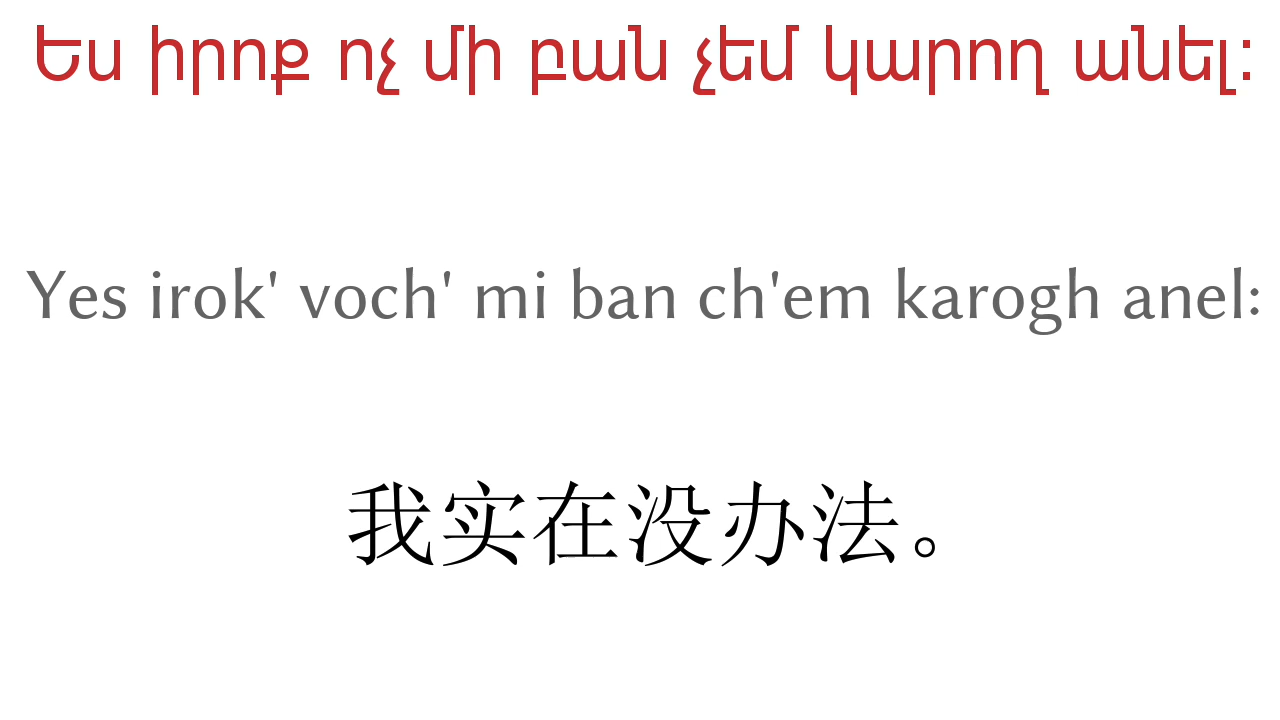 Ես իրոք ոչ մի բան չեմ կարող անել:
Yes irok' voch' mi ban ch'em karogh anel:
我实在没办法。